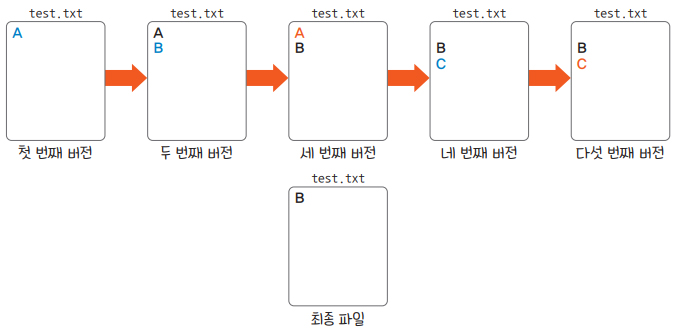 test.txt test.txt test.txt test.txt test.txt
A A A B B
B B C C
첫 번째 버전 두 번째 버전 세 번째 버전 네 번째 버전 다섯 번째 버전
test.txt
B
최종 파일